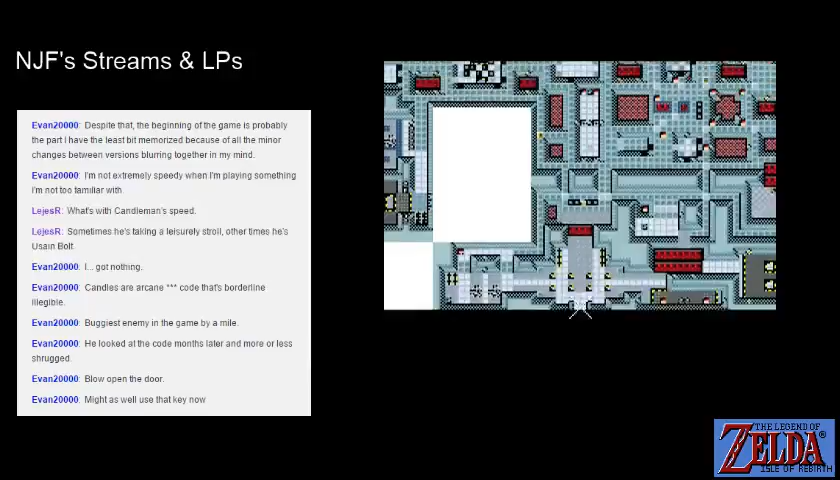 NJF's Streams & LPs
Evan20000: Despite that, the beginning of the game is probably
the part I have the least bit memorized because of all the minor
changes between versions blurring together in my mind.
Evan20000: I'm not extremely speedy when I'm playing something
I'm not too familiar with
LejesR: What's with Candleman's speed.
LejesR: Sometimes he's taking a leisurely stroll, other times he's
Usain Bolt
Evan20000: I... got nothing.
Evan20000: Candles are arcane *** code that's borderline
illegible.
Evan20000: Buggiest enemy in the game by a mile.
Evan20000: He looked at the code months later and more or less
shrugged.
Evan20000: Blow open the door.
Evan20000: Might as well use that key now
THE LEGEND OF
ZELDA®
ISLE OF REBIRTH